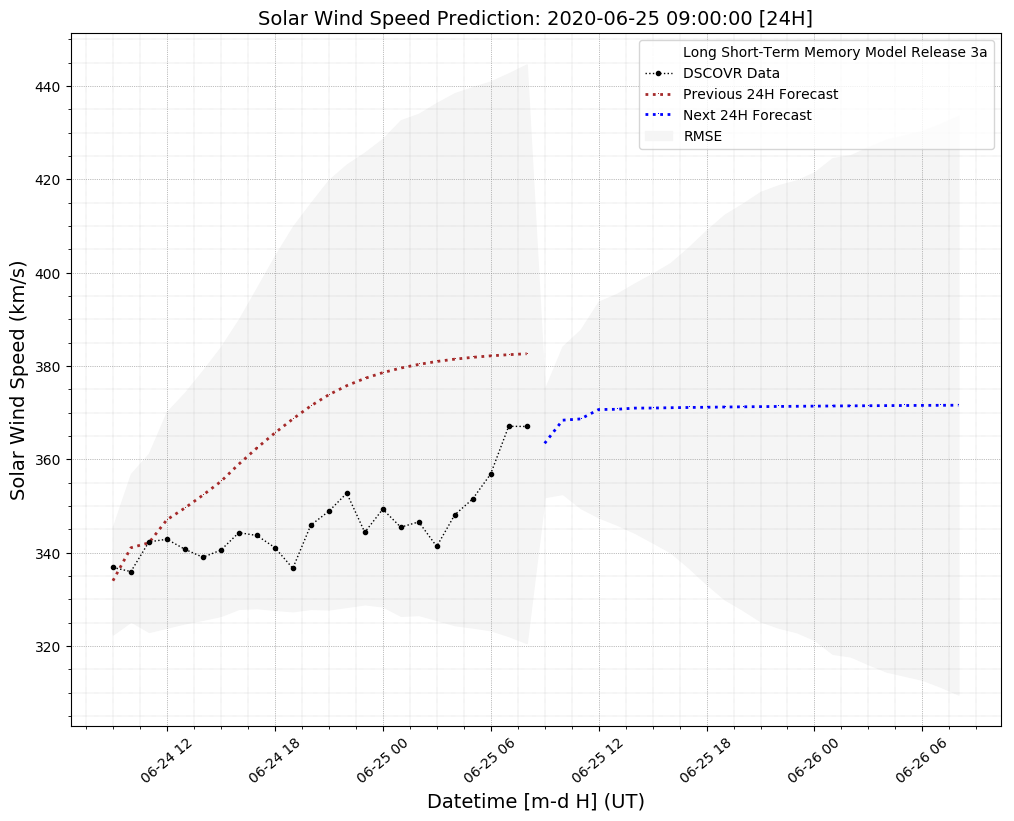 Solar Wind Speed Prediction: 2020-06-25 09:00:00 [24H]
Long Short-Term Memory Model Release 3a
DSCOVR Data
Previous 24H Forecast
Next 24H Forecast
RMSE
Solar Wind Speed (km/s)
440
420
400
380
360
340
320
06-24 12
06-24 18
06-25 00
06-25 06
06-25 12
06-25 18
06-26 00
06-26 06
Datetime [m-d H] (UT)